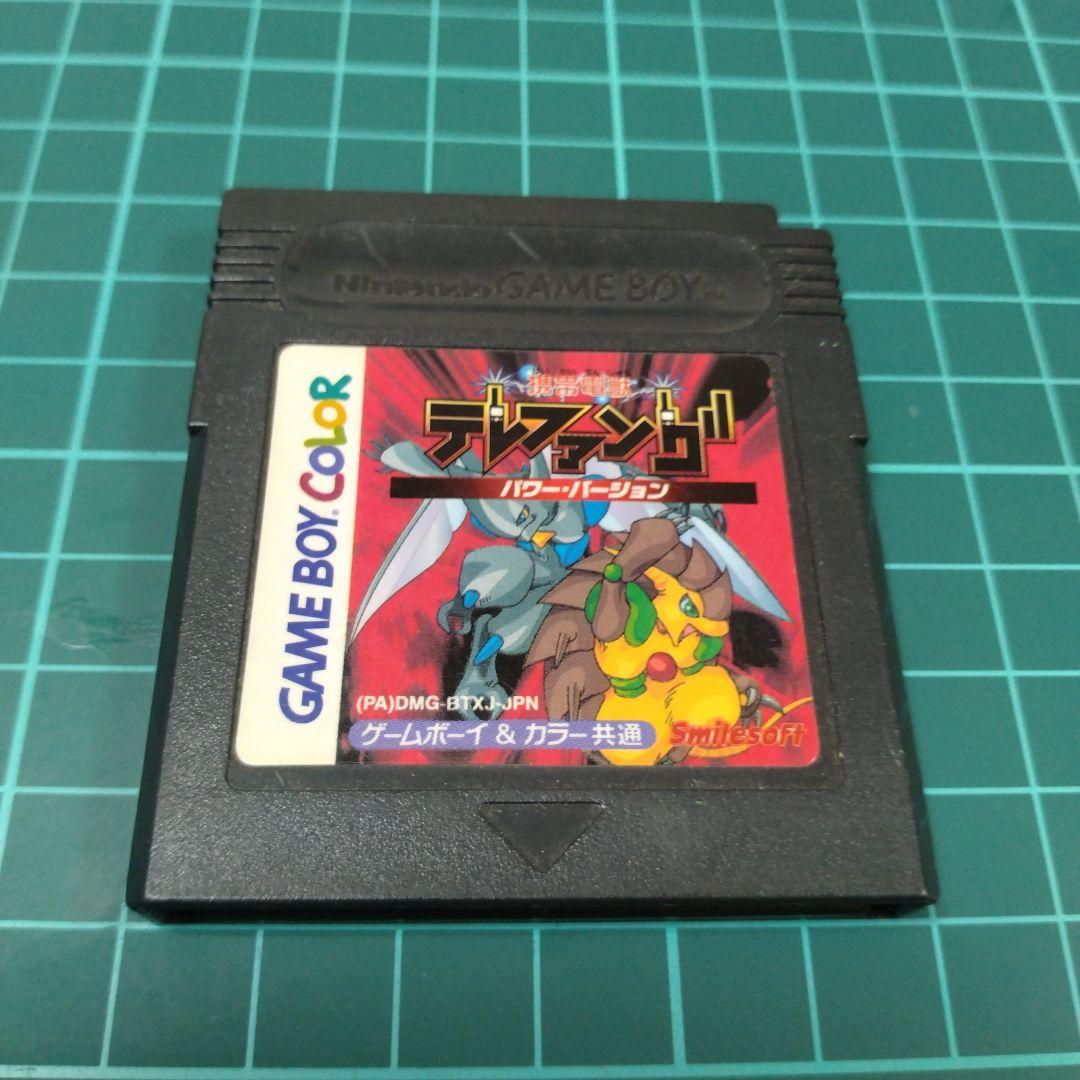 Nintendo GAME BOY TM
GAME BOY COLOR
携帯電獣
テレファング
パワー・バージョン
(PA)DMG-BTXJ-JPN
ゲームボーイ & カラー共通
Smilesoft